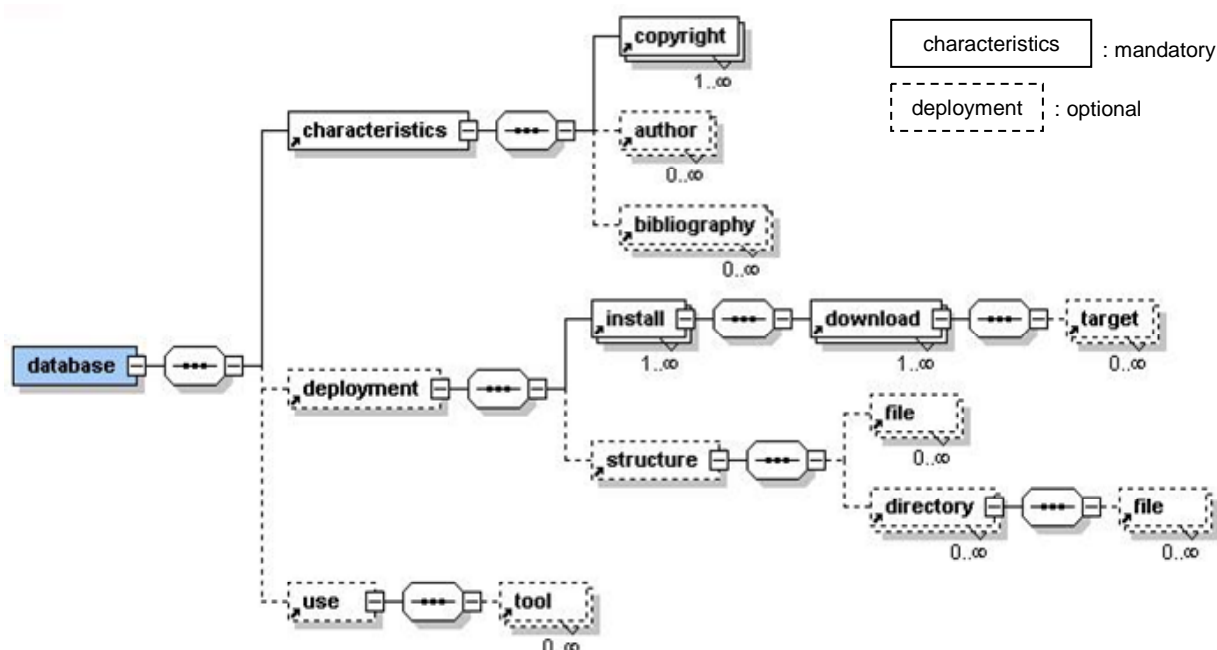 copyright
1..∞
characteristics : mandatory
deployment : optional
characteristics
author
0..∞
bibliography
0..∞
install
1..∞
download
1..∞
target
0..∞
database
deployment
file
0..∞
structure
directory
0..∞
file
0..∞
use
tool
0..∞